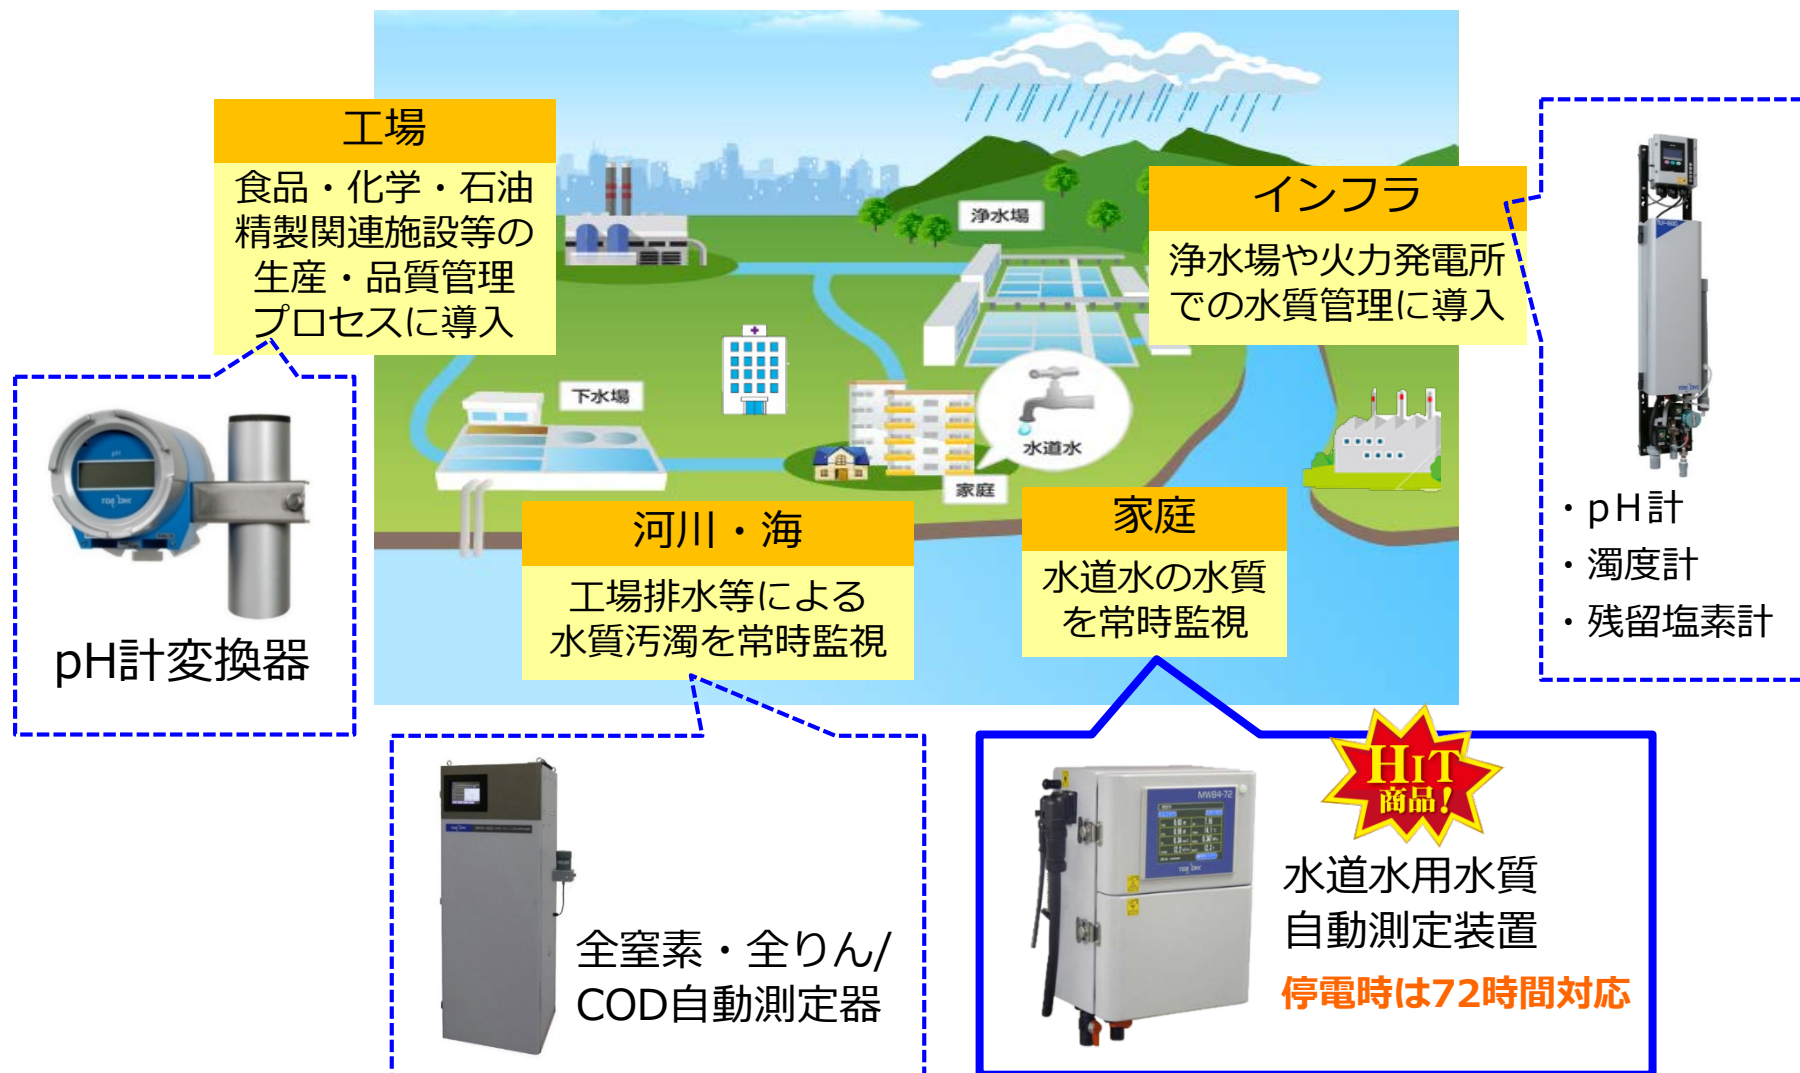 工場
食品・化学・石油
精製関連施設等の
生産・品質管理
プロセスに導入
浄水場
インフラ
浄水場や火力発電所
での水質管理に導入
下水場
水道水
家庭
pH
TOA DKK
pH計変換器
河川・海
工場排水等による
水質汚濁を常時監視
家庭
水道水の水質
を常時監視
・pH計
・濁度計
・残留塩素計
全窒素・全りん/
COD自動測定器
MWB4-72
TOA DKK
HIT
商品!
水道水用水質
自動測定装置
停電時は72時間対応